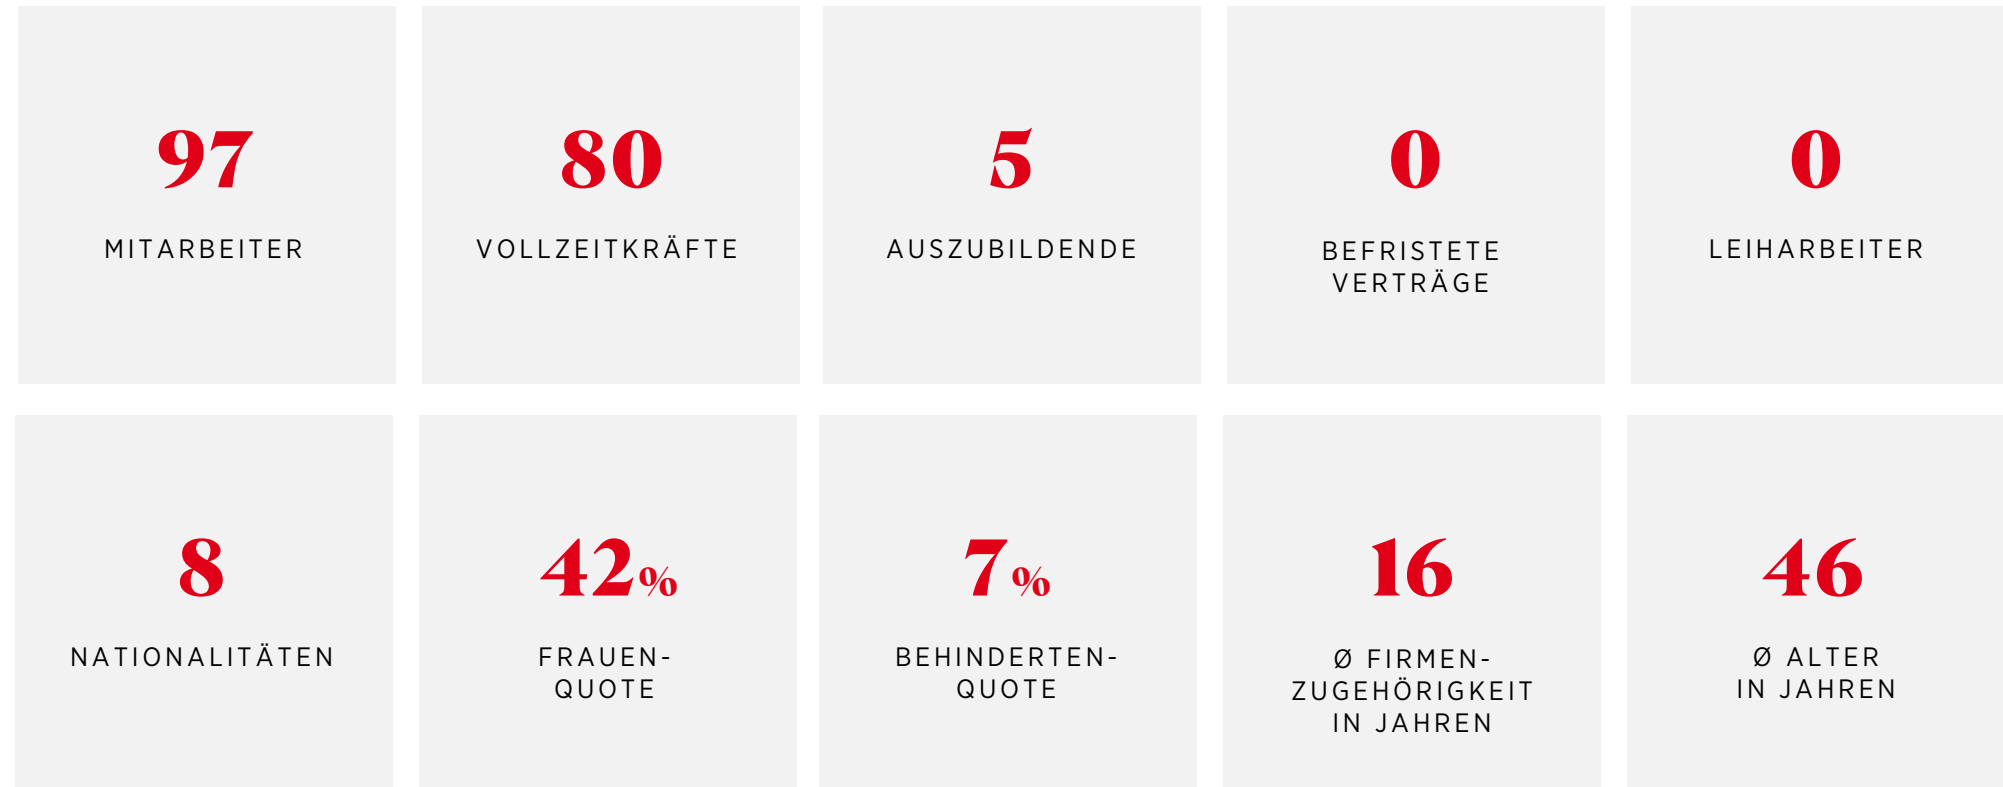 97
MITARBEITER
80
VOLLZEITKRÄFTE
5
AUSZUBILDENDE
0
BEFRISTETE
VERTRÄGE
0
LEIHARBEITER
8
NATIONALITÄTEN
42%
FRAUEN-
QUOTE
7%
BEHINDERTEN-
QUOTE
16
Ø FIRMEN-
ZUGEHÖRIGKEIT
IN JAHREN
46
Ø ALTER
IN JAHREN